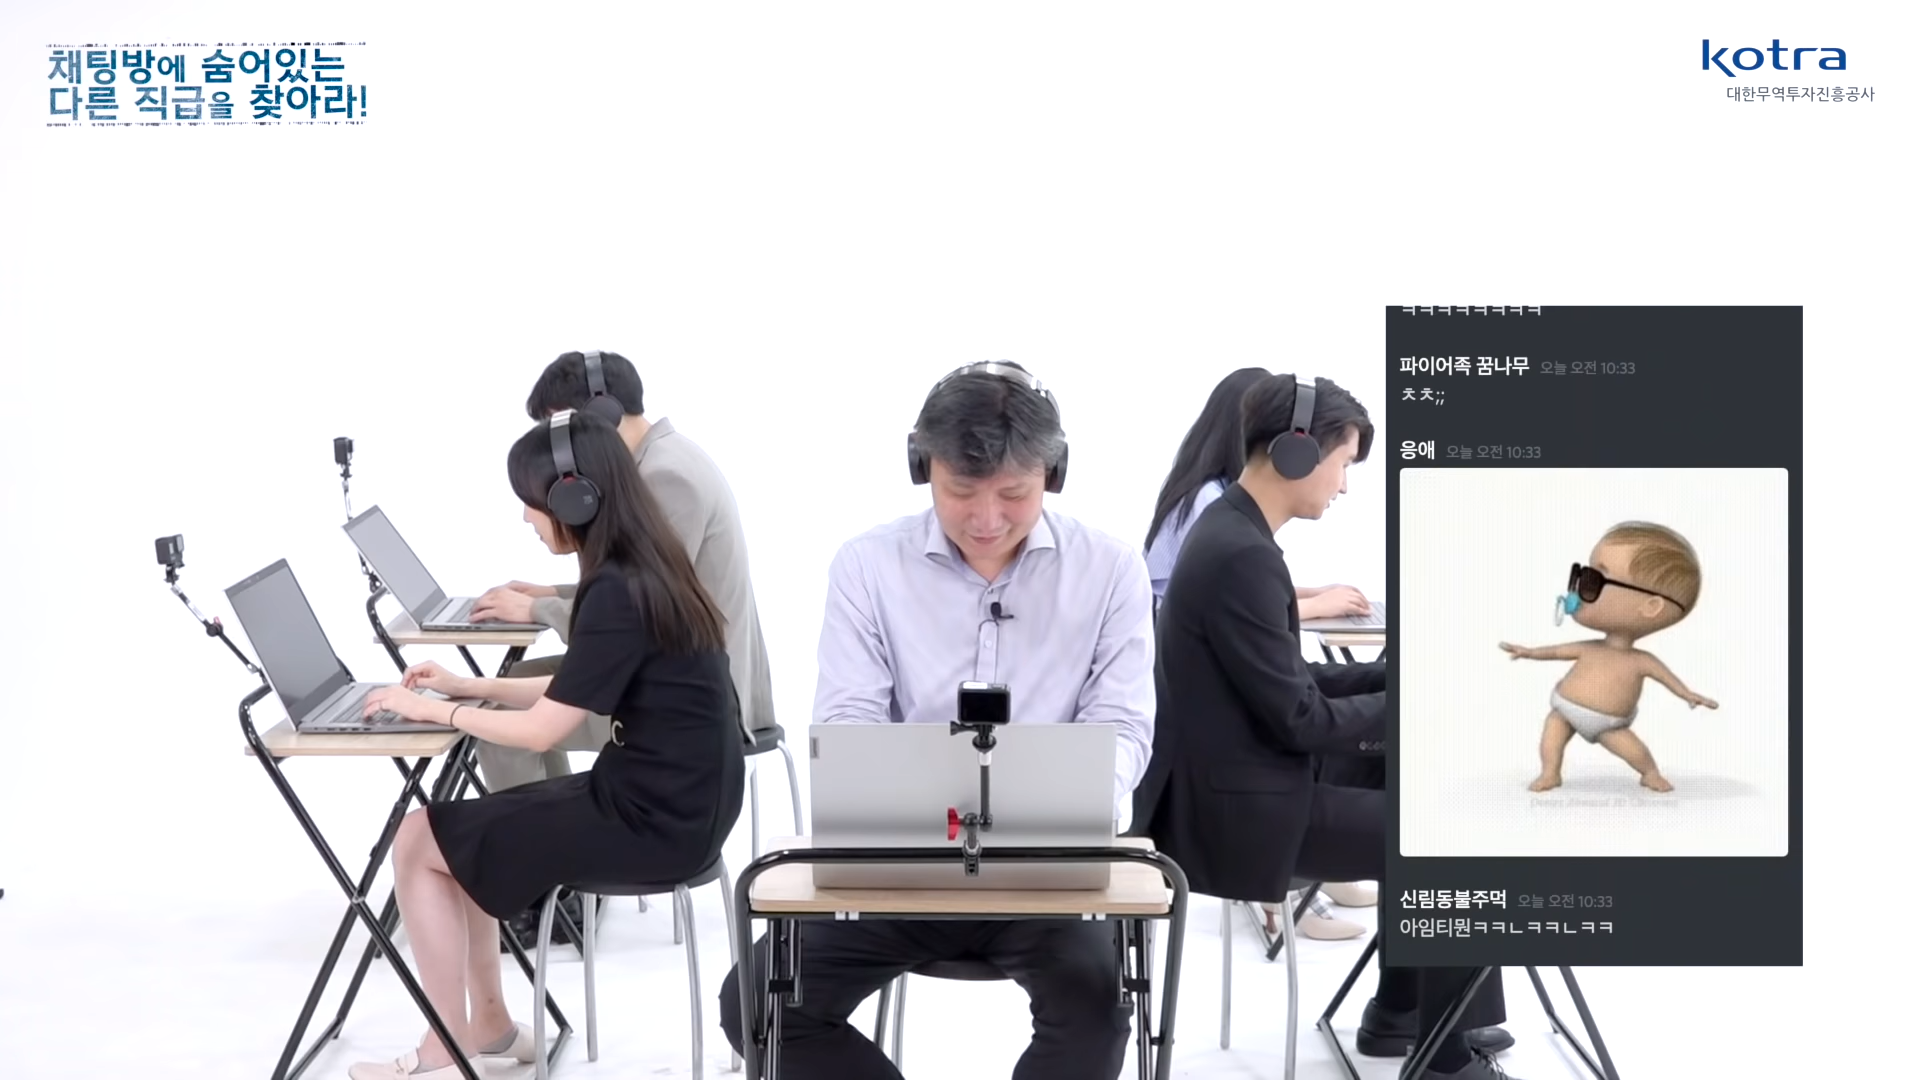 채팅방에 숨어있는
다른 직급을 찾아라!
kotra
대한무역투자진흥공사
ㅋㅋㅋㅋㅋㅋㅋㅋ
파이어족 꿈나무 오늘 오전 10:33
ㅊㅊ;;
응애 오늘 오전 10:33
신림동불주먹 오늘 오전 10:33
아임티뭔ㅋㅋㄴㅋㅋㄴㅋㅋ